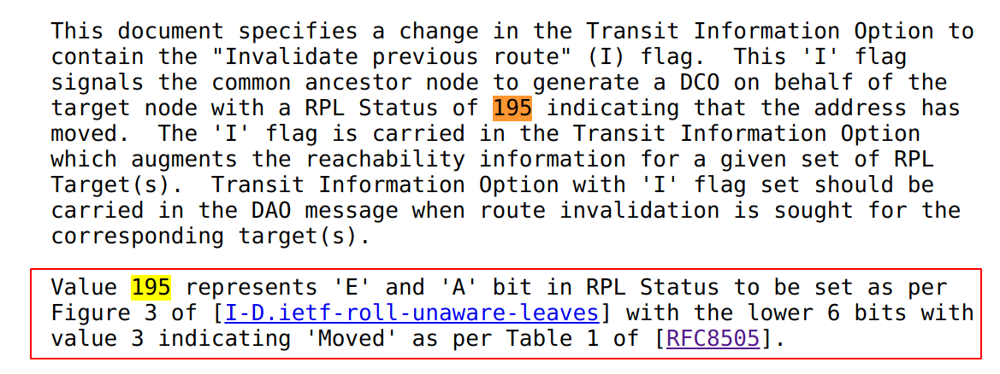 This document specifies a change in the Transit Information Option to
contain the "Invalidate previous route" (I) flag.  This 'I' flag
signals the common ancestor node to generate a DCO on behalf of the
target node with a RPL Status of 195 indicating that the address has
moved.  The 'I' flag is carried in the Transit Information Option
which augments the reachability information for a given set of RPL
Target(s).  Transit Information Option with 'I' flag set should be
carried in the DAO message when route invalidation is sought for the
corresponding target(s).
Value 195 represents 'E' and 'A' bit in RPL Status to be set as per
Figure 3 of [I-D.ietf-roll-unaware-leaves] with the lower 6 bits with
value 3 indicating 'Moved' as per Table 1 of [RFC8505].